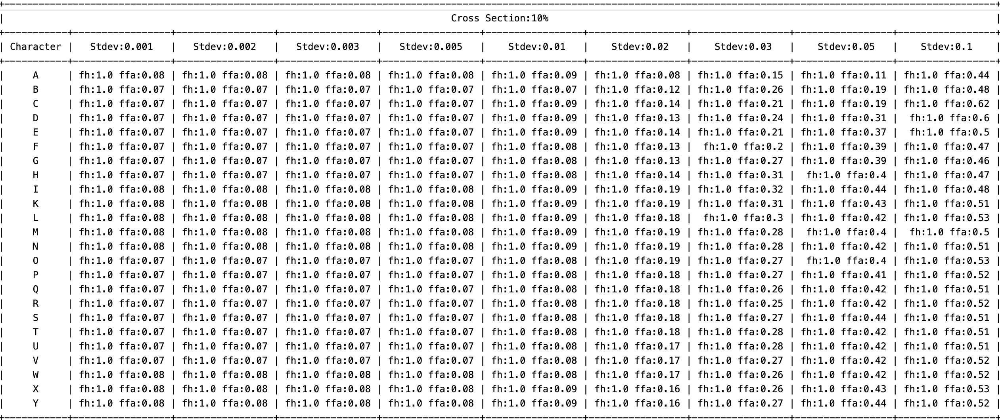 Cross Section:10%
| Character | Stdev:0.001 | Stdev:0.002 | Stdev:0.003 | Stdev:0.005 | Stdev:0.01 | Stdev:0.02 | Stdev:0.03 | Stdev:0.05 | Stdev:0.1 |
| A | fh:1.0 ffa:0.08 | fh:1.0 ffa:0.08 | fh:1.0 ffa:0.08 | fh:1.0 ffa:0.08 | fh:1.0 ffa:0.09 | fh:1.0 ffa:0.08 | fh:1.0 ffa:0.15 | fh:1.0 ffa:0.11 | fh:1.0 ffa:0.44 |
| B | fh:1.0 ffa:0.07 | fh:1.0 ffa:0.07 | fh:1.0 ffa:0.07 | fh:1.0 ffa:0.07 | fh:1.0 ffa:0.07 | fh:1.0 ffa:0.12 | fh:1.0 ffa:0.26 | fh:1.0 ffa:0.19 | fh:1.0 ffa:0.48 |
| C | fh:1.0 ffa:0.07 | fh:1.0 ffa:0.07 | fh:1.0 ffa:0.07 | fh:1.0 ffa:0.07 | fh:1.0 ffa:0.09 | fh:1.0 ffa:0.14 | fh:1.0 ffa:0.21 | fh:1.0 ffa:0.19 | fh:1.0 ffa:0.62 |
| D | fh:1.0 ffa:0.07 | fh:1.0 ffa:0.07 | fh:1.0 ffa:0.07 | fh:1.0 ffa:0.07 | fh:1.0 ffa:0.09 | fh:1.0 ffa:0.13 | fh:1.0 ffa:0.24 | fh:1.0 ffa:0.31 | fh:1.0 ffa:0.6 |
| E | fh:1.0 ffa:0.07 | fh:1.0 ffa:0.07 | fh:1.0 ffa:0.07 | fh:1.0 ffa:0.07 | fh:1.0 ffa:0.09 | fh:1.0 ffa:0.14 | fh:1.0 ffa:0.21 | fh:1.0 ffa:0.37 | fh:1.0 ffa:0.5 |
| F | fh:1.0 ffa:0.07 | fh:1.0 ffa:0.07 | fh:1.0 ffa:0.07 | fh:1.0 ffa:0.07 | fh:1.0 ffa:0.08 | fh:1.0 ffa:0.13 | fh:1.0 ffa:0.2 | fh:1.0 ffa:0.39 | fh:1.0 ffa:0.47 |
| G | fh:1.0 ffa:0.07 | fh:1.0 ffa:0.07 | fh:1.0 ffa:0.07 | fh:1.0 ffa:0.07 | fh:1.0 ffa:0.08 | fh:1.0 ffa:0.13 | fh:1.0 ffa:0.27 | fh:1.0 ffa:0.39 | fh:1.0 ffa:0.46 |
| H | fh:1.0 ffa:0.07 | fh:1.0 ffa:0.07 | fh:1.0 ffa:0.07 | fh:1.0 ffa:0.07 | fh:1.0 ffa:0.08 | fh:1.0 ffa:0.14 | fh:1.0 ffa:0.31 | fh:1.0 ffa:0.4 | fh:1.0 ffa:0.47 |
| I | fh:1.0 ffa:0.08 | fh:1.0 ffa:0.08 | fh:1.0 ffa:0.08 | fh:1.0 ffa:0.08 | fh:1.0 ffa:0.09 | fh:1.0 ffa:0.19 | fh:1.0 ffa:0.32 | fh:1.0 ffa:0.44 | fh:1.0 ffa:0.48 |
| K | fh:1.0 ffa:0.08 | fh:1.0 ffa:0.08 | fh:1.0 ffa:0.08 | fh:1.0 ffa:0.08 | fh:1.0 ffa:0.09 | fh:1.0 ffa:0.19 | fh:1.0 ffa:0.31 | fh:1.0 ffa:0.43 | fh:1.0 ffa:0.51 |
| L | fh:1.0 ffa:0.08 | fh:1.0 ffa:0.08 | fh:1.0 ffa:0.08 | fh:1.0 ffa:0.08 | fh:1.0 ffa:0.09 | fh:1.0 ffa:0.18 | fh:1.0 ffa:0.3 | fh:1.0 ffa:0.42 | fh:1.0 ffa:0.53 |
| M | fh:1.0 ffa:0.08 | fh:1.0 ffa:0.08 | fh:1.0 ffa:0.08 | fh:1.0 ffa:0.08 | fh:1.0 ffa:0.09 | fh:1.0 ffa:0.19 | fh:1.0 ffa:0.28 | fh:1.0 ffa:0.4 | fh:1.0 ffa:0.5 |
| N | fh:1.0 ffa:0.08 | fh:1.0 ffa:0.08 | fh:1.0 ffa:0.08 | fh:1.0 ffa:0.08 | fh:1.0 ffa:0.09 | fh:1.0 ffa:0.19 | fh:1.0 ffa:0.28 | fh:1.0 ffa:0.42 | fh:1.0 ffa:0.51 |
| O | fh:1.0 ffa:0.07 | fh:1.0 ffa:0.07 | fh:1.0 ffa:0.07 | fh:1.0 ffa:0.07 | fh:1.0 ffa:0.08 | fh:1.0 ffa:0.19 | fh:1.0 ffa:0.27 | fh:1.0 ffa:0.4 | fh:1.0 ffa:0.53 |
| P | fh:1.0 ffa:0.07 | fh:1.0 ffa:0.07 | fh:1.0 ffa:0.07 | fh:1.0 ffa:0.07 | fh:1.0 ffa:0.08 | fh:1.0 ffa:0.18 | fh:1.0 ffa:0.27 | fh:1.0 ffa:0.41 | fh:1.0 ffa:0.52 |
| Q | fh:1.0 ffa:0.07 | fh:1.0 ffa:0.07 | fh:1.0 ffa:0.07 | fh:1.0 ffa:0.07 | fh:1.0 ffa:0.08 | fh:1.0 ffa:0.18 | fh:1.0 ffa:0.26 | fh:1.0 ffa:0.42 | fh:1.0 ffa:0.51 |
| R | fh:1.0 ffa:0.07 | fh:1.0 ffa:0.07 | fh:1.0 ffa:0.07 | fh:1.0 ffa:0.07 | fh:1.0 ffa:0.08 | fh:1.0 ffa:0.18 | fh:1.0 ffa:0.25 | fh:1.0 ffa:0.42 | fh:1.0 ffa:0.52 |
| S | fh:1.0 ffa:0.07 | fh:1.0 ffa:0.07 | fh:1.0 ffa:0.07 | fh:1.0 ffa:0.07 | fh:1.0 ffa:0.08 | fh:1.0 ffa:0.18 | fh:1.0 ffa:0.27 | fh:1.0 ffa:0.44 | fh:1.0 ffa:0.51 |
| T | fh:1.0 ffa:0.07 | fh:1.0 ffa:0.07 | fh:1.0 ffa:0.07 | fh:1.0 ffa:0.07 | fh:1.0 ffa:0.08 | fh:1.0 ffa:0.18 | fh:1.0 ffa:0.28 | fh:1.0 ffa:0.42 | fh:1.0 ffa:0.51 |
| U | fh:1.0 ffa:0.07 | fh:1.0 ffa:0.07 | fh:1.0 ffa:0.07 | fh:1.0 ffa:0.07 | fh:1.0 ffa:0.08 | fh:1.0 ffa:0.17 | fh:1.0 ffa:0.28 | fh:1.0 ffa:0.42 | fh:1.0 ffa:0.51 |
| V | fh:1.0 ffa:0.07 | fh:1.0 ffa:0.07 | fh:1.0 ffa:0.07 | fh:1.0 ffa:0.07 | fh:1.0 ffa:0.08 | fh:1.0 ffa:0.17 | fh:1.0 ffa:0.27 | fh:1.0 ffa:0.42 | fh:1.0 ffa:0.52 |
| W | fh:1.0 ffa:0.08 | fh:1.0 ffa:0.08 | fh:1.0 ffa:0.08 | fh:1.0 ffa:0.08 | fh:1.0 ffa:0.08 | fh:1.0 ffa:0.17 | fh:1.0 ffa:0.26 | fh:1.0 ffa:0.42 | fh:1.0 ffa:0.52 |
| X | fh:1.0 ffa:0.08 | fh:1.0 ffa:0.08 | fh:1.0 ffa:0.08 | fh:1.0 ffa:0.08 | fh:1.0 ffa:0.09 | fh:1.0 ffa:0.16 | fh:1.0 ffa:0.26 | fh:1.0 ffa:0.43 | fh:1.0 ffa:0.53 |
| Y | fh:1.0 ffa:0.08 | fh:1.0 ffa:0.08 | fh:1.0 ffa:0.08 | fh:1.0 ffa:0.08 | fh:1.0 ffa:0.09 | fh:1.0 ffa:0.16 | fh:1.0 ffa:0.27 | fh:1.0 ffa:0.44 | fh:1.0 ffa:0.52 |